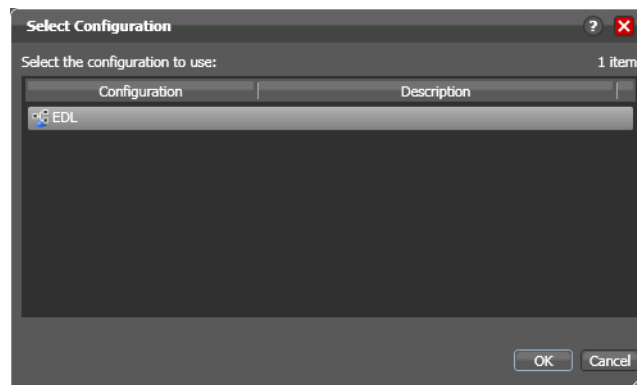 Select Configuration ?
Select the configuration to use: 1 item
Configuration Description
EDL
OK Cancel